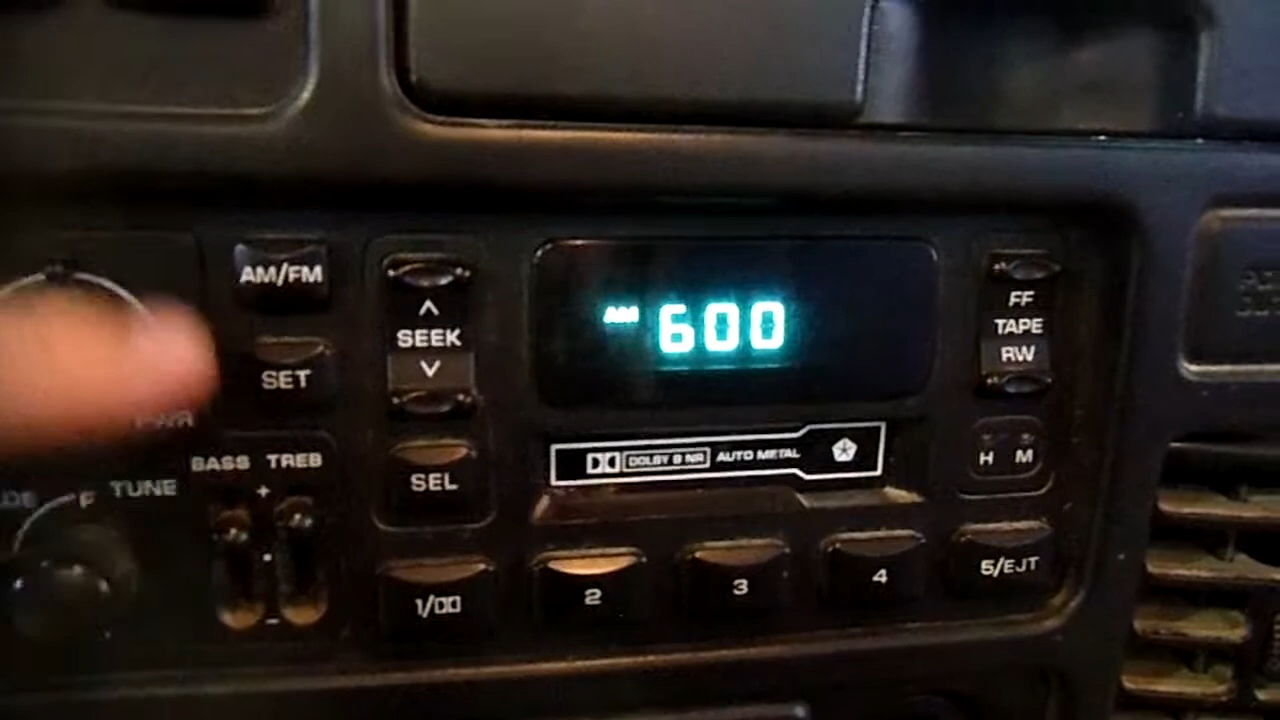 AM/FM
SET
PWR
BASS TREB
+
-
TUNE
F
SEEK
SEL
AM 600
DOLBY B NR AUTO METAL
FF
TAPE
RW
H M
1/
2
3
4
5/EJT